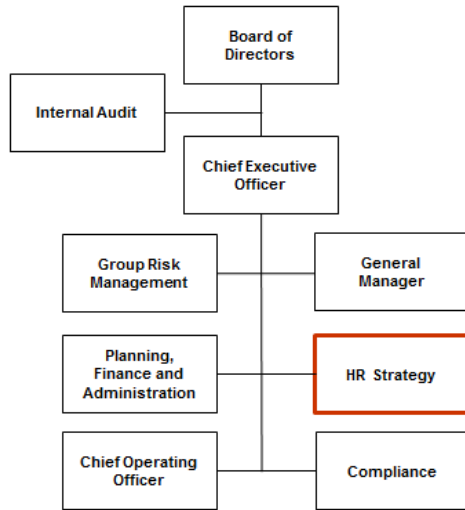 Board of
Directors
Internal Audit
Chief Executive
Officer
Group Risk
Management
General
Manager
Planning,
Finance and
Administration
HR Strategy
Chief Operating
Officer
Compliance